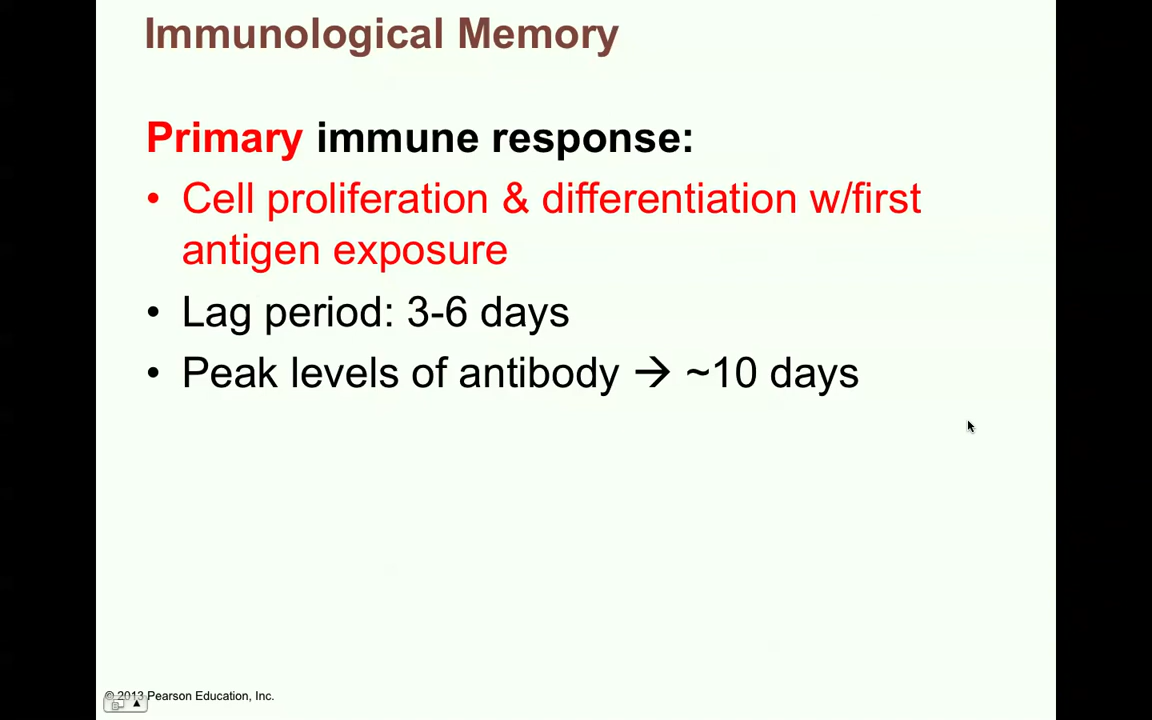 Immunological Memory
Primary immune response:
• Cell proliferation & differentiation w/first
antigen exposure
• Lag period: 3-6 days
• Peak levels of antibody → ~10 days
© 2013 Pearson Education, Inc.